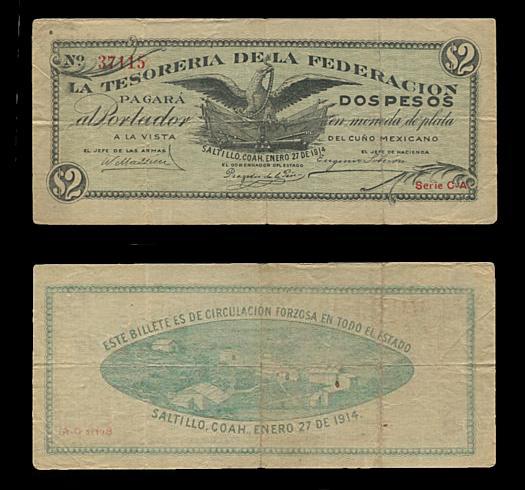 Nº 37115
$2
LA TESORERIA DE LA FEDERACION
PAGARÁ
DOS PESOS
al Portador
en moneda de plata
A LA VISTA
DEL CUÑO MEXICANO
SALTILLO, COAH. ENERO 27 DE 1914
EL JEFE DE LAS ARMAS
EL GOBERNADOR DEL ESTADO
EL JEFE DE HACIENDA
$2
Serie C-A
ESTE BILLETE ES DE CIRCULACIÓN FORZOSA EN TODO EL ESTADO
SALTILLO, COAH. ENERO 27 DE 1914.